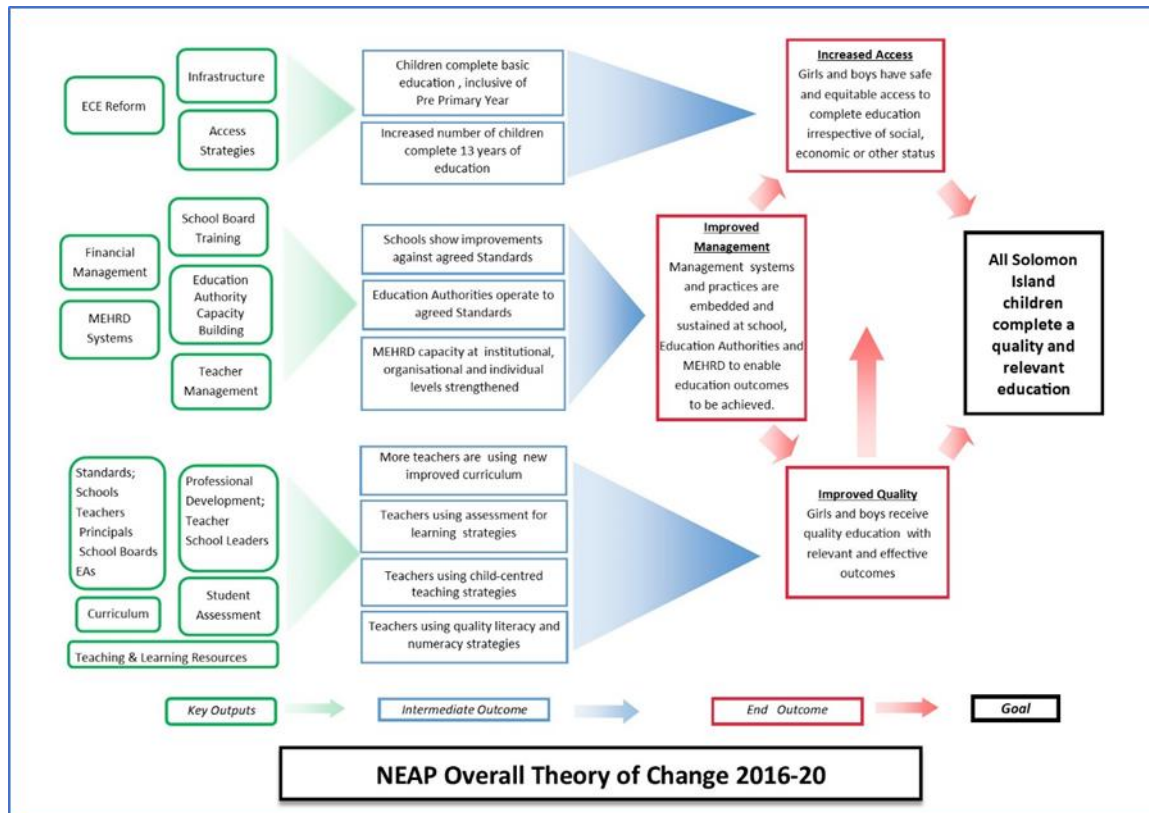 ECE Reform
Infrastructure
Access
Strategies
Children complete basic
education , inclusive of
Pre Primary Year
Increased number of children
complete 13 years of
education
Increased Access
Girls and boys have safe
and equitable access to
complete education
irrespective of social,
economic or other status
Financial
Management
MEHRD
Systems
School Board
Training
Education
Authority
Capacity
Building
Teacher
Management
Schools show improvements
against agreed Standards
Education Authorities operate to
agreed Standards
MEHRD capacity at institutional,
organisational and individual
levels strengthened
Improved
Management
Management systems
and practices are
embedded and
sustained at school,
Education Authorities and
MEHRD to enable
education outcomes
to be achieved.
All Solomon
Island
children
complete a
quality and
relevant
education
Standards;
Schools
Teachers
Principals
School Boards
EAs
Curriculum
Professional
Development;
Teacher
School Leaders
Student
Assessment
Teaching & Learning Resources
More teachers are using new
improved curriculum
Teachers using assessment for
learning strategies
Teachers using child-centred
teaching strategies
Teachers using quality literacy and
numeracy strategies
Improved Quality
Girls and boys receive
quality education with
relevant and effective
outcomes
Key Outputs
Intermediate Outcome
End Outcome
Goal
NEAP Overall Theory of Change 2016-20